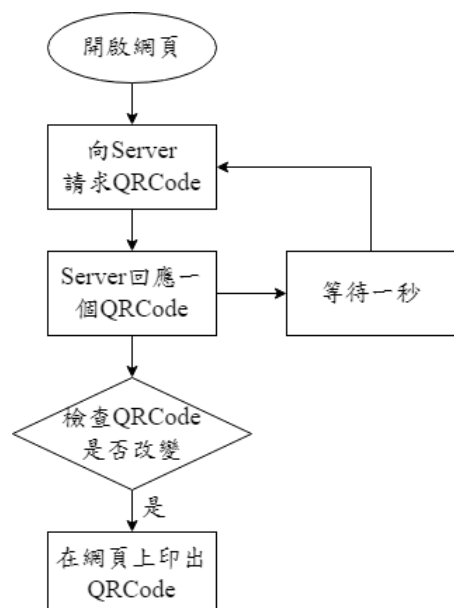 開啟網頁
向Server
請求QRCode
Server回應一
個QRCode
等待一秒
檢查QRCode
是否改變
是
在網頁上印出
QRCode